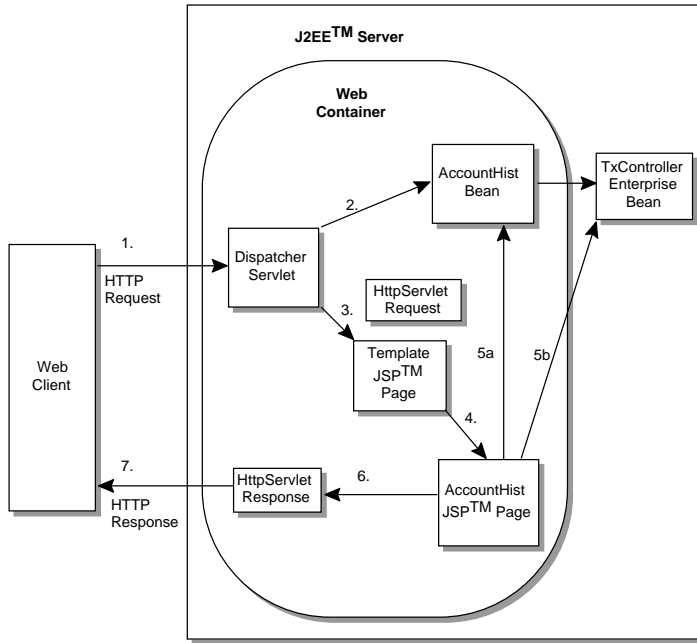 J2EE™ Server
Web
Container
AccountHist
Bean
TxController
Enterprise
Bean
2.
1.
Dispatcher
Servlet
HTTP
Request
HttpServlet
Request
3.
Template
JSP™
Page
5a
5b
Web
Client
4.
7.
HttpServlet
Response
6.
AccountHist
JSP™ Page
HTTP
Response